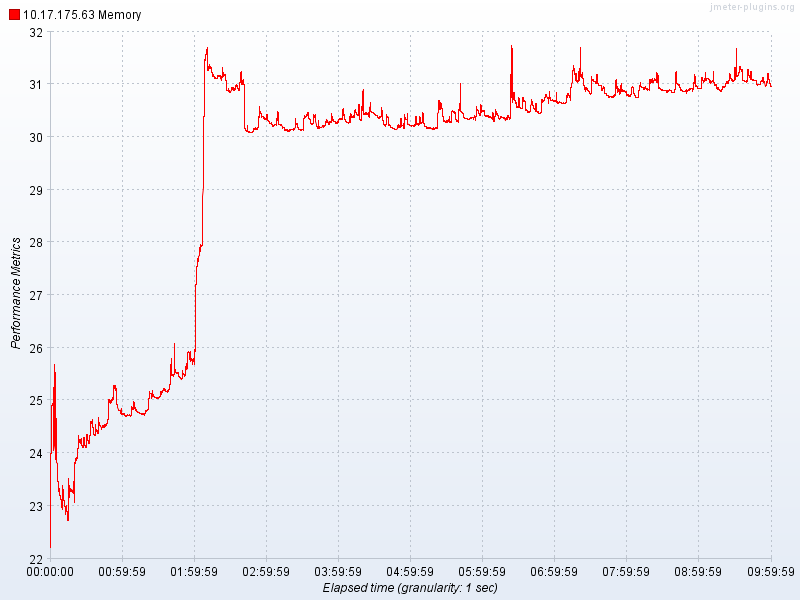 jmeter-plugins.org
10.17.175.63 Memory
32
31
30
29
28
27
26
25
24
23
22
Performance Metrics
00:00:00 00:59:59 01:59:59 02:59:59 03:59:59 04:59:59 05:59:59 06:59:59 07:59:59 08:59:59 09:59:59
Elapsed time (granularity: 1 sec)